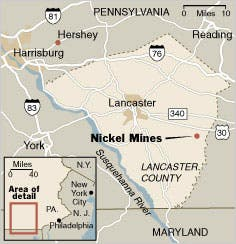 PENNSYLVANIA
0 Miles 10
81
Hershey
Reading
Harrisburg
76
83
Lancaster
340
York
Nickel Mines
30
83
LANCASTER
COUNTY
Susquehanna River
MARYLAND
Miles
0 40
N.Y.
Area of
detail
New
York
City
PA.
N. J.
Philadelphia